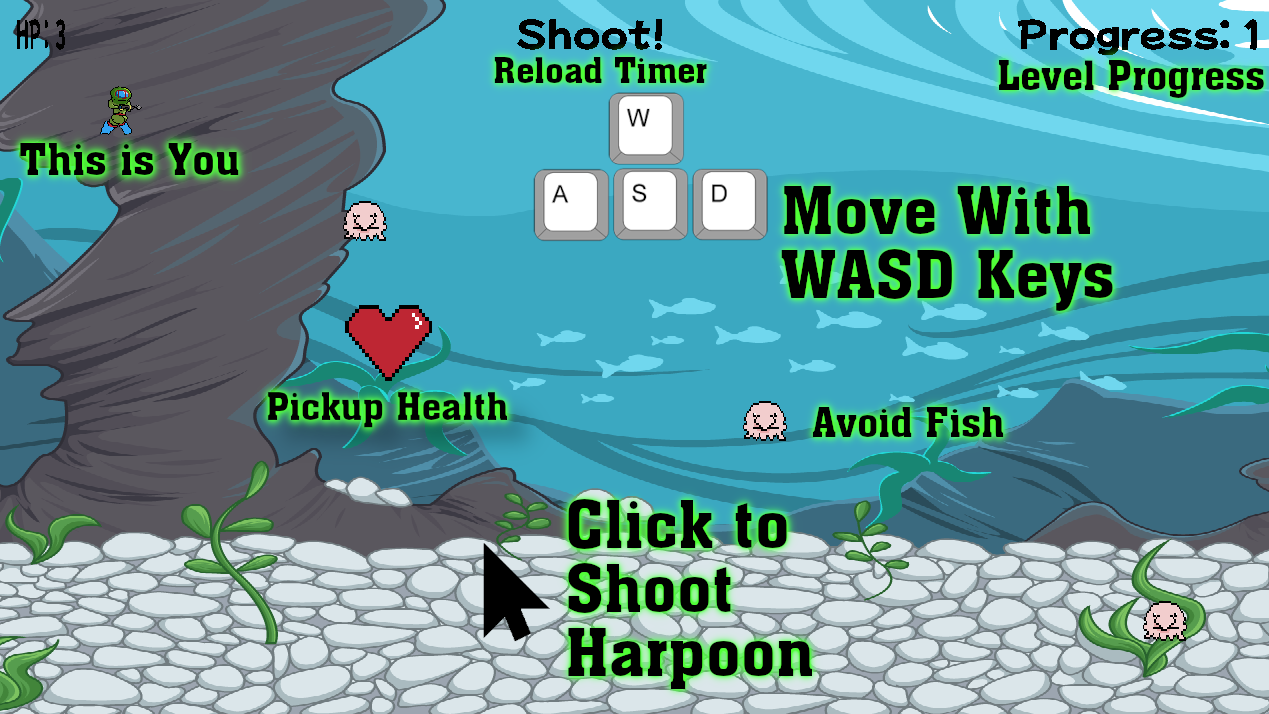 HP: 3
Shoot!
Progress: 1
Reload Timer
Level Progress
W
This is You
A S D
Move With
WASD Keys
Pickup Health
Avoid Fish
Click to
Shoot
Harpoon